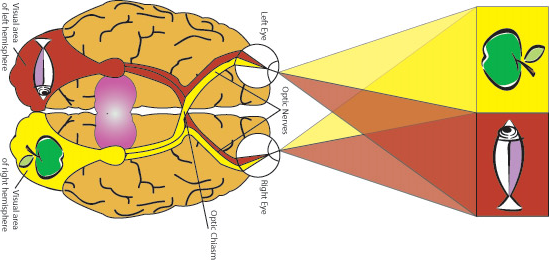 Visual area
of left hemisphere
Left Eye
Optic Nerves
Right Eye
Optic Chiasm
Visual area
of right hemisphere